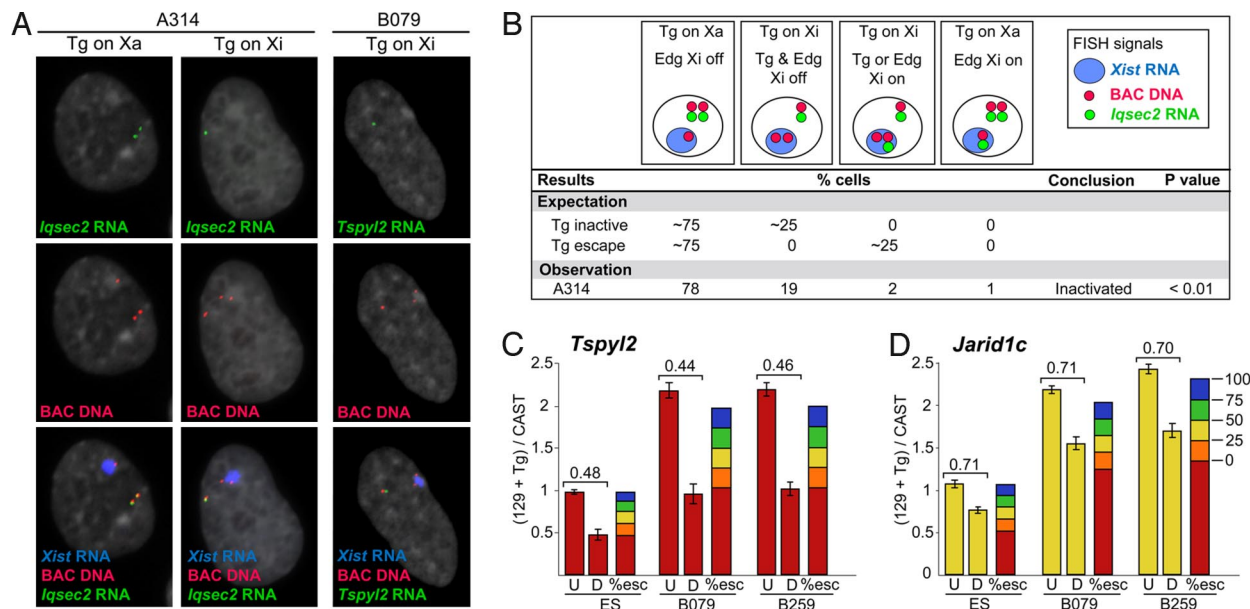 A
A314
B079
Tg on Xa
Tg on Xi
Tg on Xi
Iqsec2 RNA
Iqsec2 RNA
Tspyl2 RNA
BAC DNA
BAC DNA
BAC DNA
Xist RNA
BAC DNA
Iqsec2 RNA
Xist RNA
BAC DNA
Iqsec2 RNA
Xist RNA
BAC DNA
Tspyl2 RNA
B
Tg on Xa
Edg Xi off
Tg on Xi
Tg & Edg
Xi off
Tg on Xi
Tg or Edg
Xi on
Tg on Xa
Edg Xi on
FISH signals
Xist RNA
BAC DNA
Iqsec2 RNA
Results % cells Conclusion P value
Expectation
Tg inactive ~75 ~25 0 0
Tg escape ~75 0 ~25 0
Observation
A314 78 19 2 1 Inactivated < 0.01
C
Tspyl2
(129 + Tg) / CAST
2.5
2
1.5
1
0.5
0.48
0.44
0.46
U D %esc U D %esc U D %esc
ES B079 B259
D
Jarid1c
(129 + Tg) / CAST
2.5
2
1.5
1
0.5
0
0.71
0.71
0.70
100
75
50
25
0
U D %esc U D %esc U D %esc
ES B079 B259